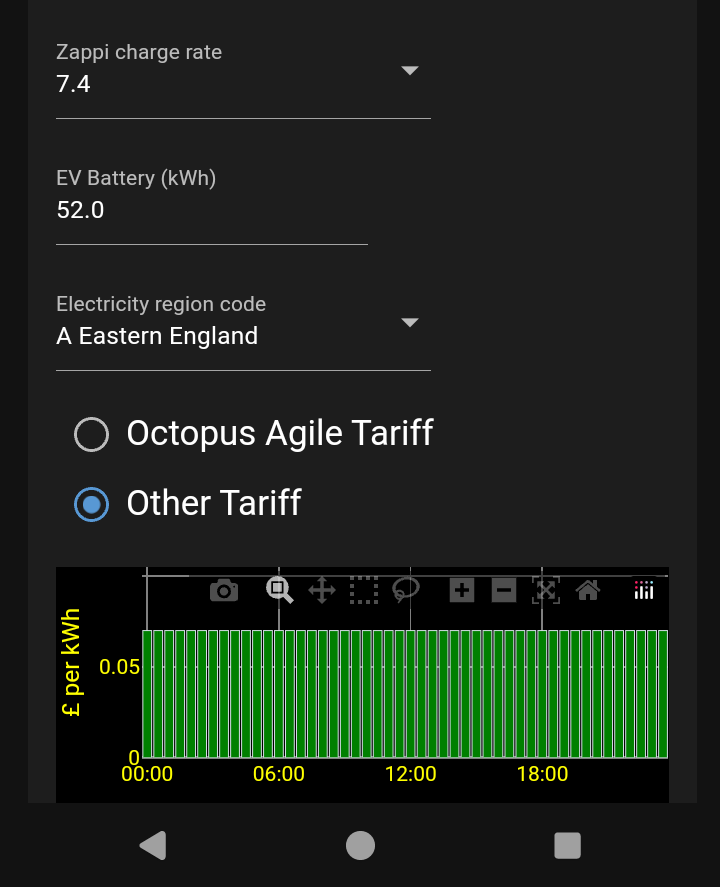 Zappi charge rate
7.4
EV Battery (kWh)
52.0
Electricity region code
A Eastern England
Octopus Agile Tariff
Other Tariff
£ per kWh
0.05
0
00:00 06:00 12:00 18:00